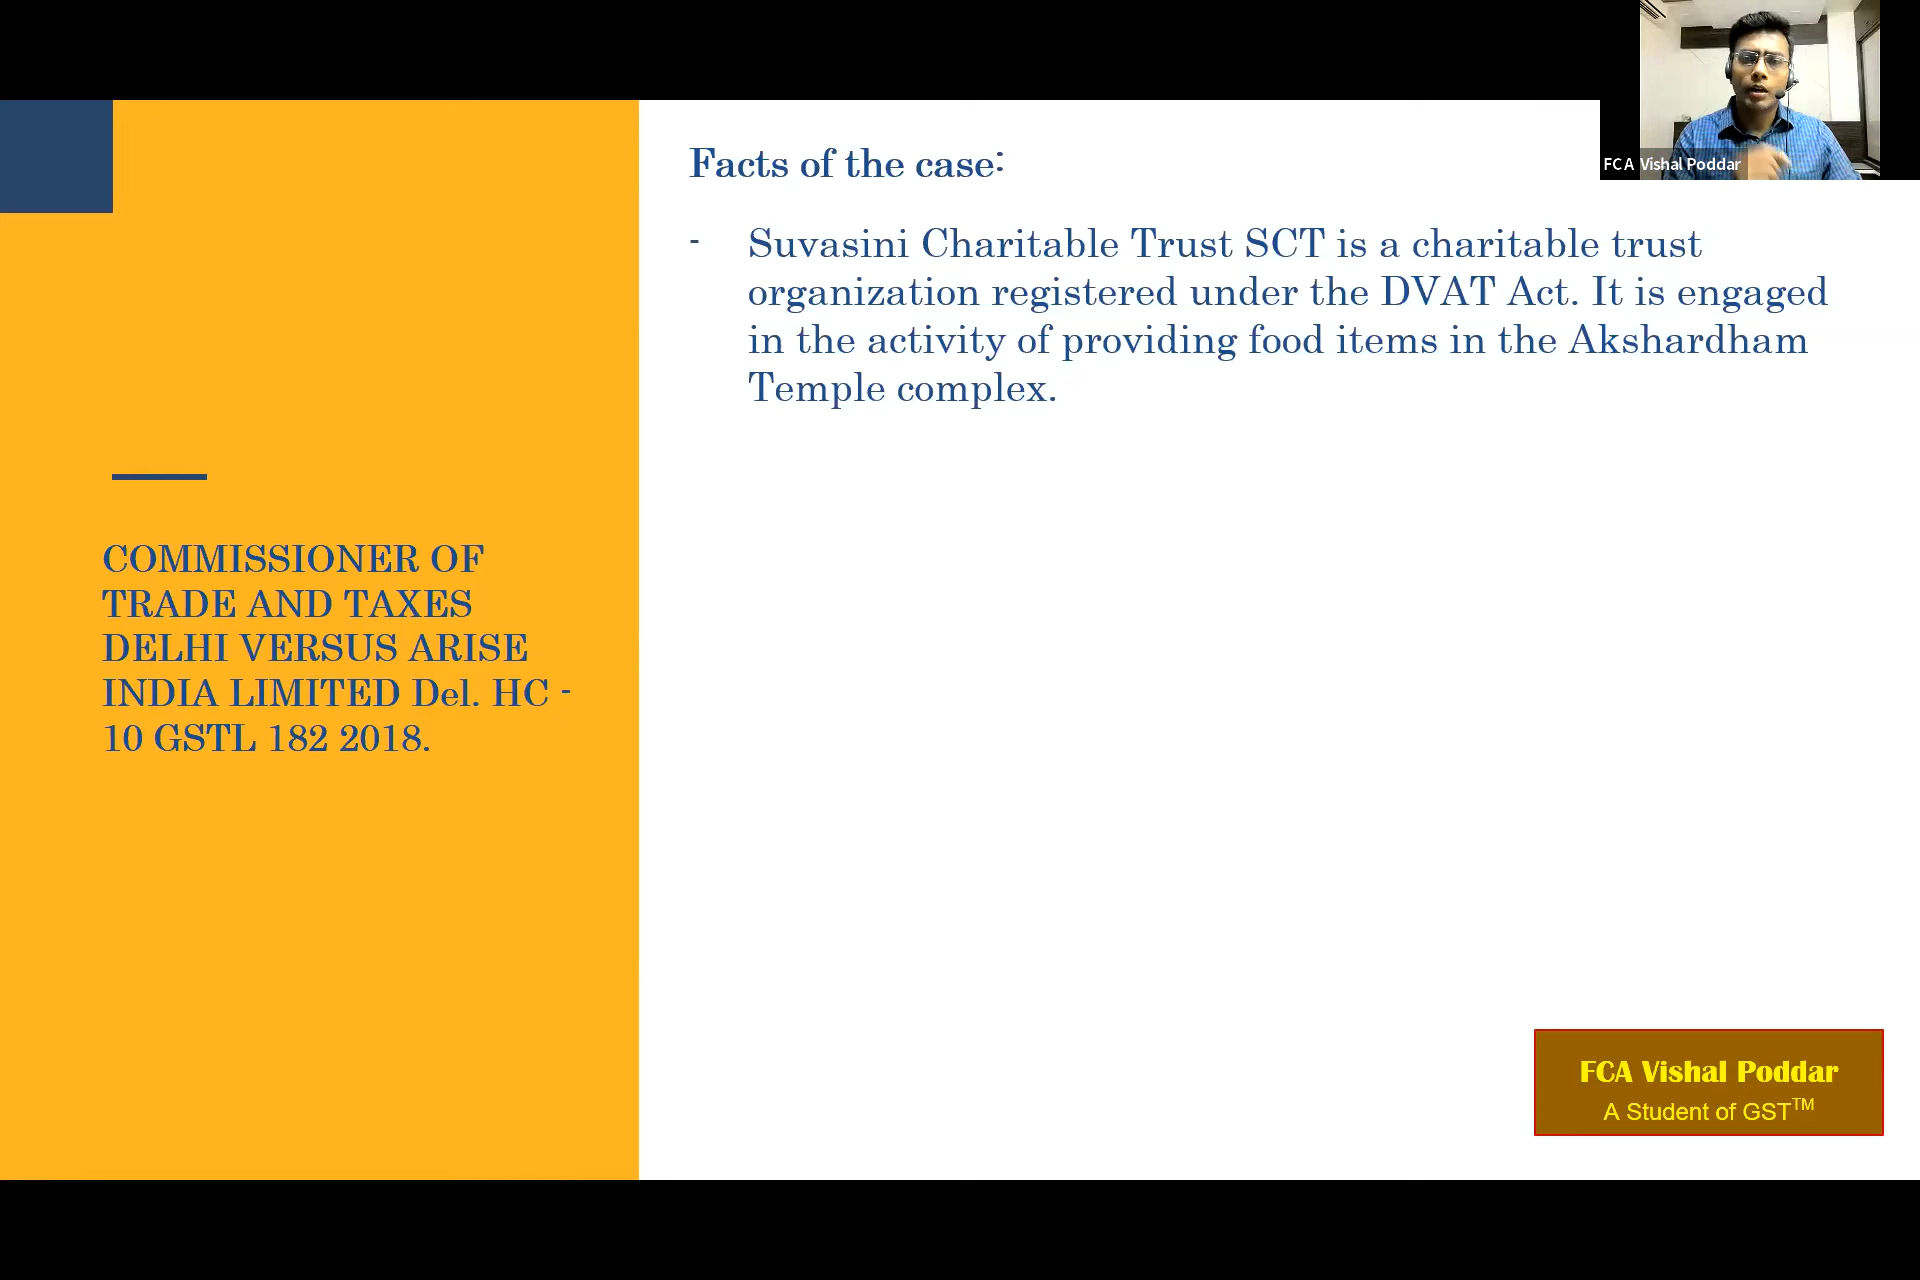 FCA Vishal Poddar
Facts of the case:
- Suvasini Charitable Trust SCT is a charitable trust
organization registered under the DVAT Act. It is engaged
in the activity of providing food items in the Akshardham
Temple complex.
COMMISSIONER OF
TRADE AND TAXES
DELHI VERSUS ARISE
INDIA LIMITED Del. HC -
10 GSTL 182 2018.
FCA Vishal Poddar
A Student of GST™